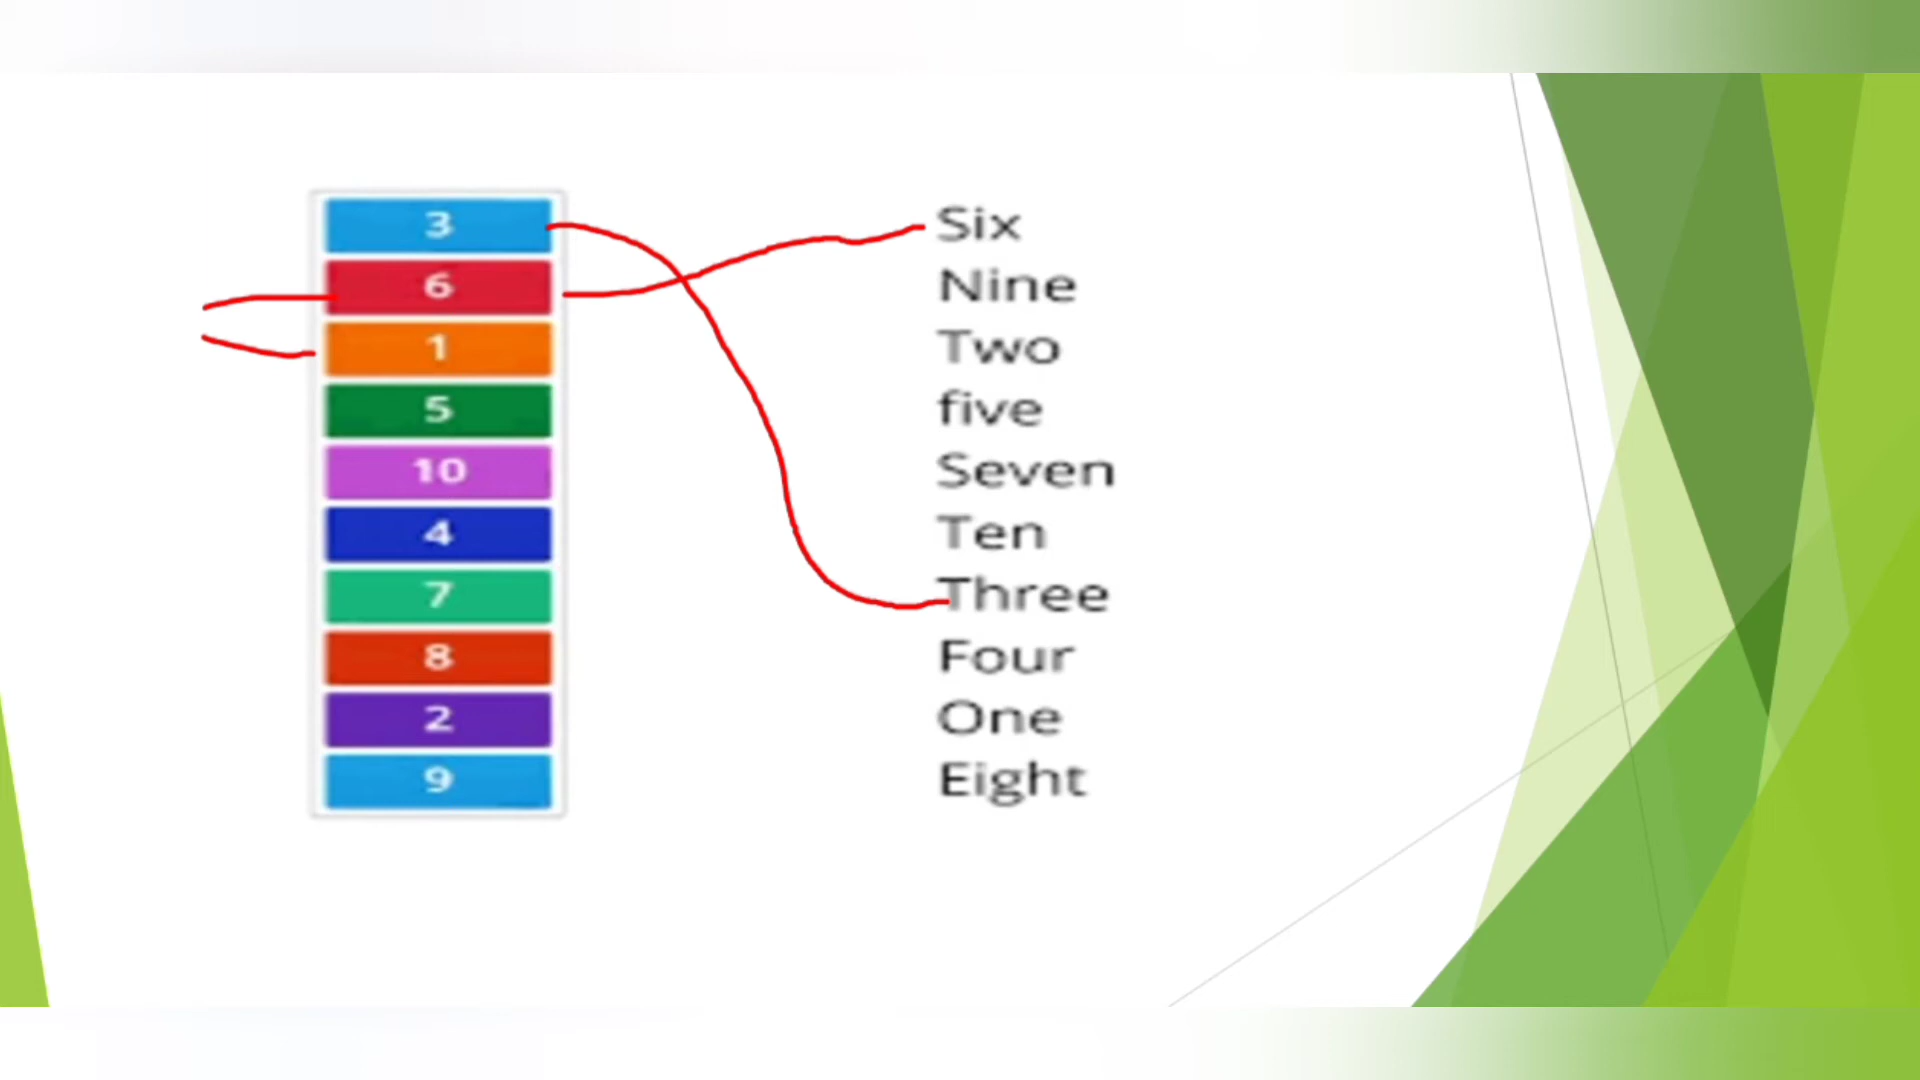 3 Six
6 Nine
1 Two
5 five
10 Seven
4 Ten
7 Three
8 Four
2 One
9 Eight